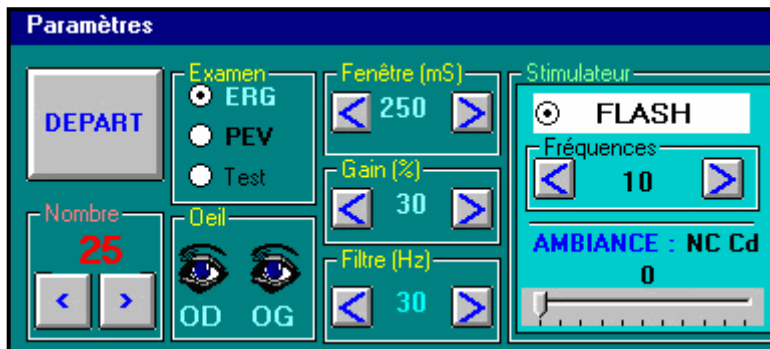 Paramètres
DEPART
Nombre
25
< >
Examen
ERG
PEV
Test
Oeil
OD OG
Fenêtre (mS)
< 250 >
Gain (%)
< 30 >
Filtre (Hz)
< 30 >
Stimulateur
FLASH
Fréquences
< 10 >
AMBIANCE : NC Cd
0